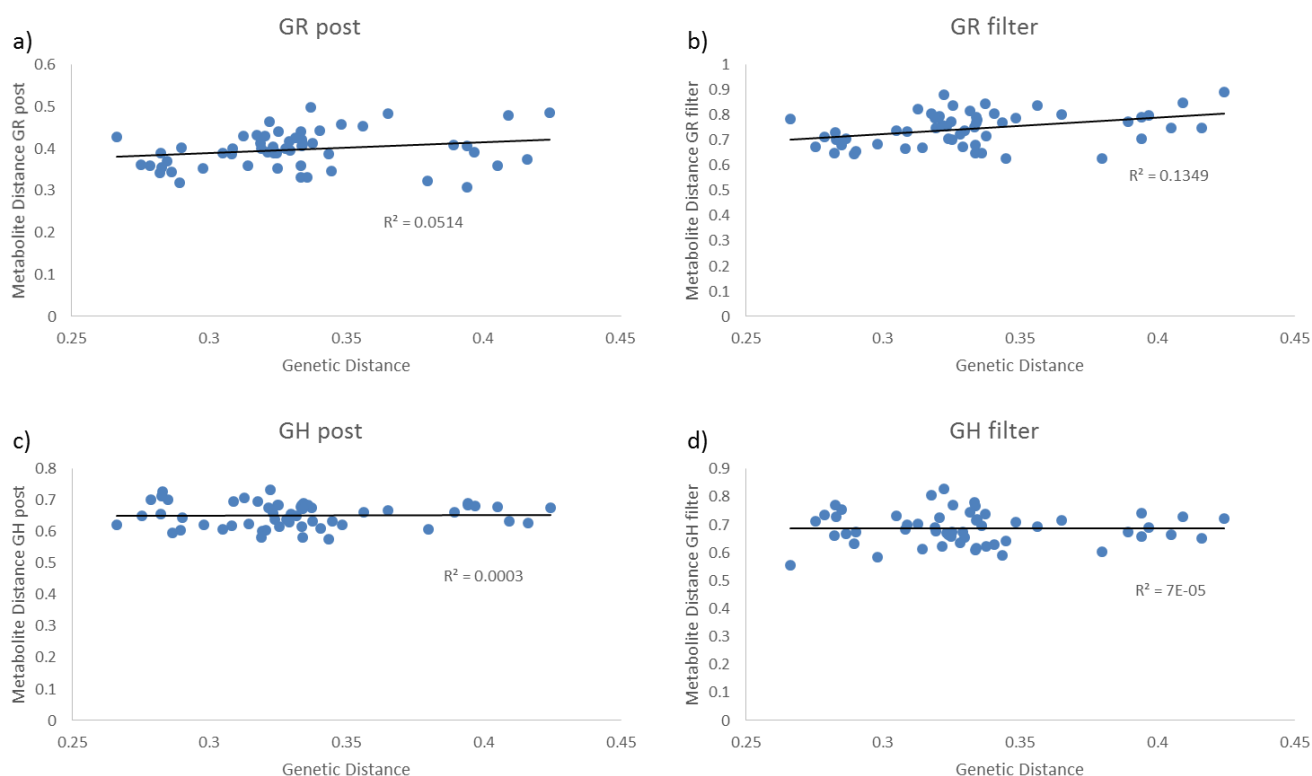 a)
GR post
Metabolite Distance GR post
0.6
0.5
0.4
0.3
0.2
0.1
0
R² = 0.0514
0.25 0.3 0.35 0.4 0.45
Genetic Distance
b)
GR filter
Metabolite Distance GR filter
1
0.9
0.8
0.7
0.6
0.5
0.4
0.3
0.2
0.1
0
R² = 0.1349
0.25 0.3 0.35 0.4 0.45
Genetic Distance
c)
GH post
Metabolite Distance GH post
0.8
0.7
0.6
0.5
0.4
0.3
0.2
0.1
0
R² = 0.0003
0.25 0.3 0.35 0.4 0.45
Genetic Distance
d)
GH filter
Metabolite Distance GH filter
0.9
0.8
0.7
0.6
0.5
0.4
0.3
0.2
0.1
0
R² = 7E-05
0.25 0.3 0.35 0.4 0.45
Genetic Distance